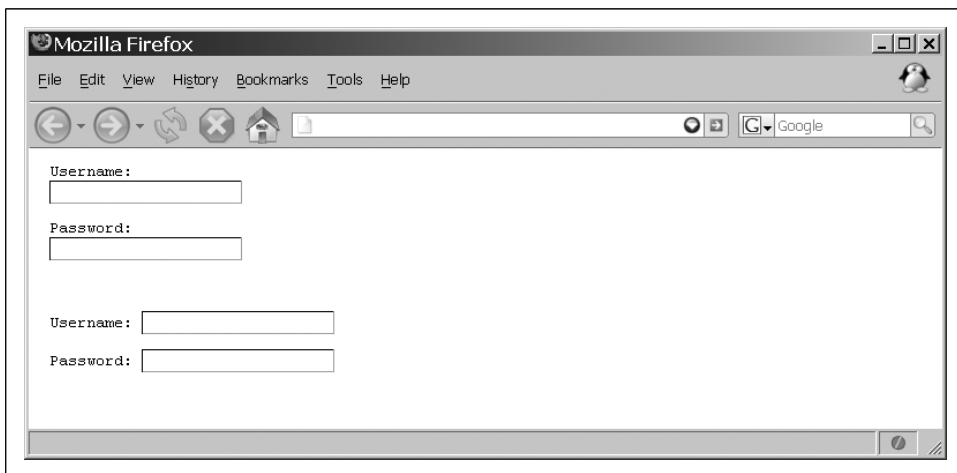 Mozilla Firefox
File Edit View History Bookmarks Tools Help
G Google
Username:
Password:
Username:
Password: